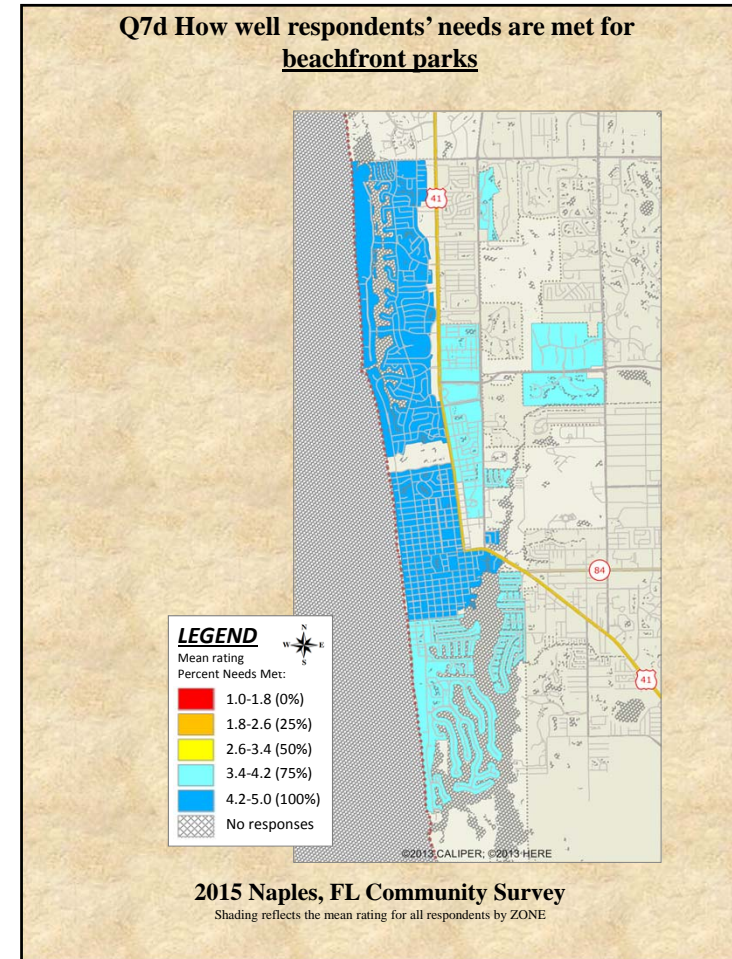 Q7d How well respondents' needs are met for
beachfront parks
41
84
41
LEGEND
N
W E
S
Mean rating
Percent Needs Met:
1.0-1.8 (0%)
1.8-2.6 (25%)
2.6-3.4 (50%)
3.4-4.2 (75%)
4.2-5.0 (100%)
No responses
©2013 CALIPER; ©2013 HERE
2015 Naples, FL Community Survey
Shading reflects the mean rating for all respondents by ZONE